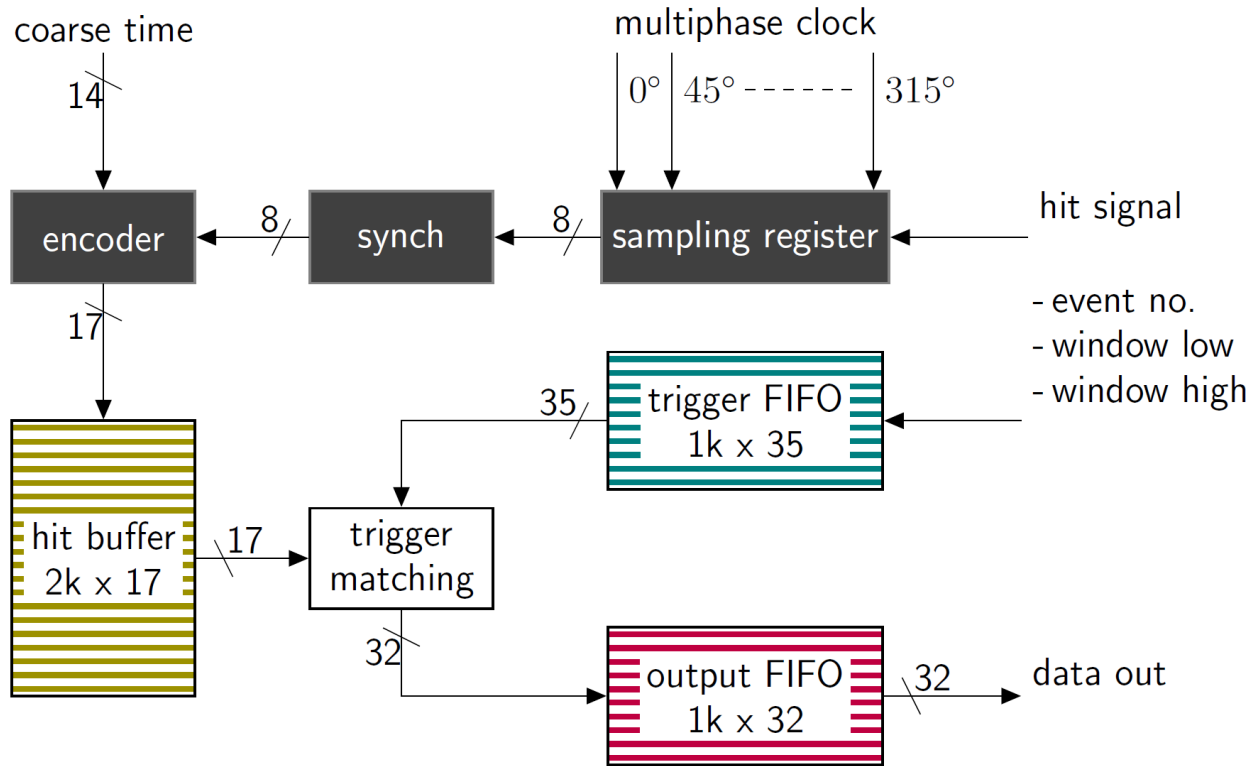 coarse time
multiphase clock
14
0° 45° 315°
encoder
8
synch
8
sampling register
hit signal
17
- event no.
- window low
- window high
35
trigger FIFO
1k x 35
hit buffer
2k x 17
17
trigger
matching
32
output FIFO
1k x 32
32
data out